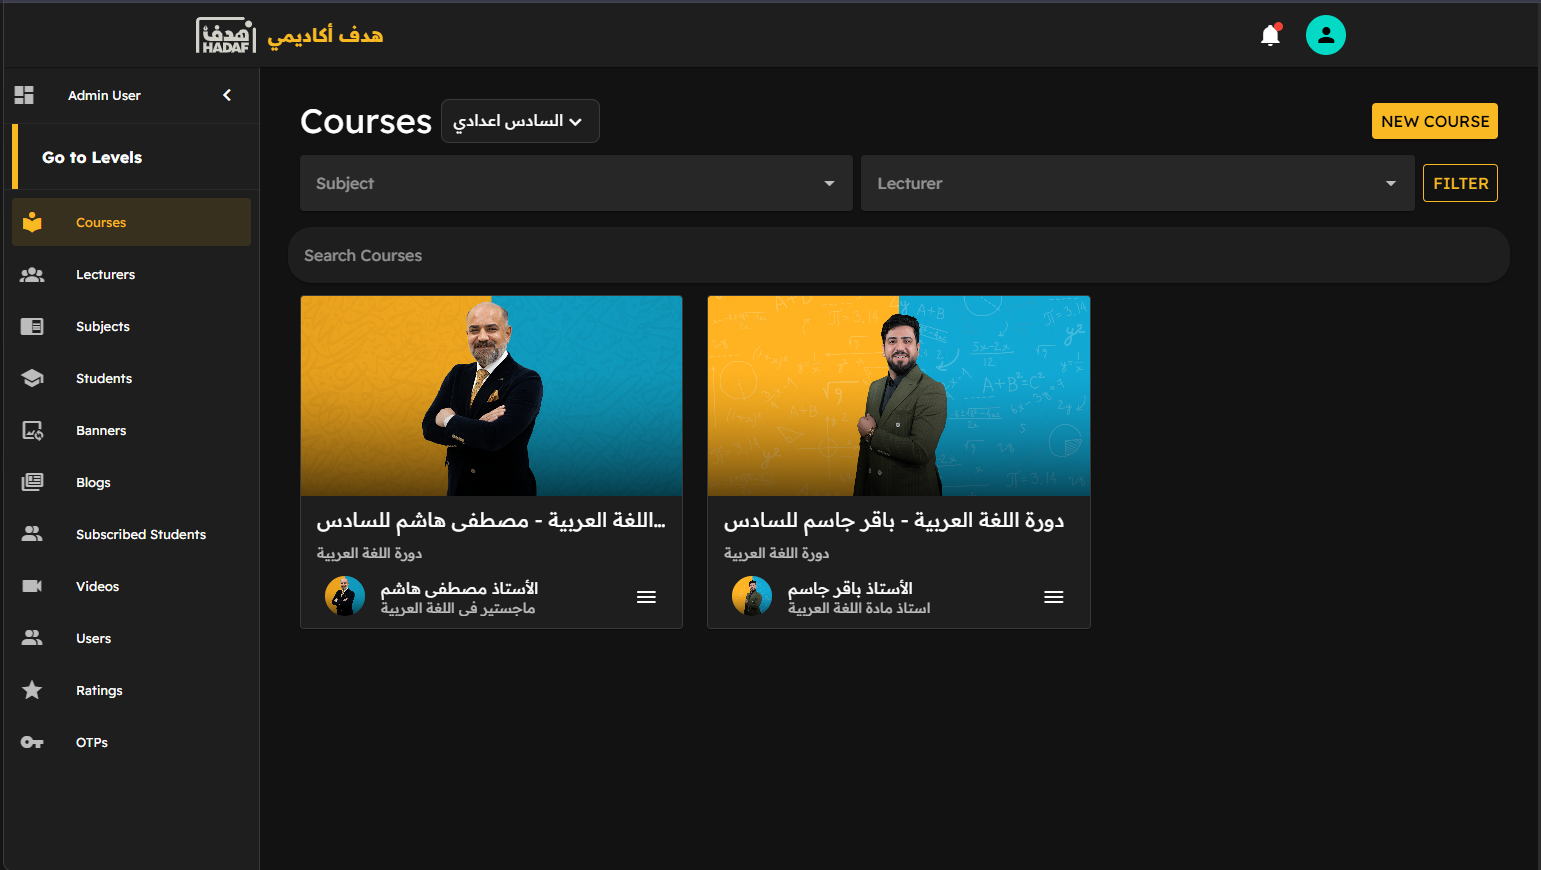 هدف
HADAF
هدف أكاديمي
Admin User
Go to Levels
Courses
Lecturers
Subjects
Students
Banners
Blogs
Subscribed Students
Videos
Users
Ratings
OTPs
Courses
السادس اعدادي
NEW COURSE
Subject
Lecturer
FILTER
Search Courses
اللغة العربية - مصطفى هاشم للسادس...
دورة اللغة العربية
الأستاذ مصطفى هاشم
ماجستير في اللغة العربية
دورة اللغة العربية - باقر جاسم للسادس
دورة اللغة العربية
الأستاذ باقر جاسم
استاذ مادة اللغة العربية